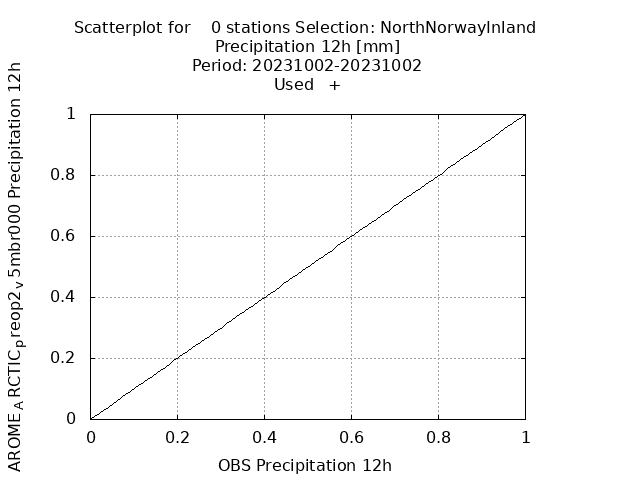 Scatterplot for    0 stations Selection: NorthNorwayInland
Precipitation 12h [mm]
Period: 20231002-20231002
Used   +
AROME_ARCTIC_preop2_v5mbr000 Precipitation 12h
1
0.8
0.6
0.4
0.2
0
0 0.2 0.4 0.6 0.8 1
OBS Precipitation 12h